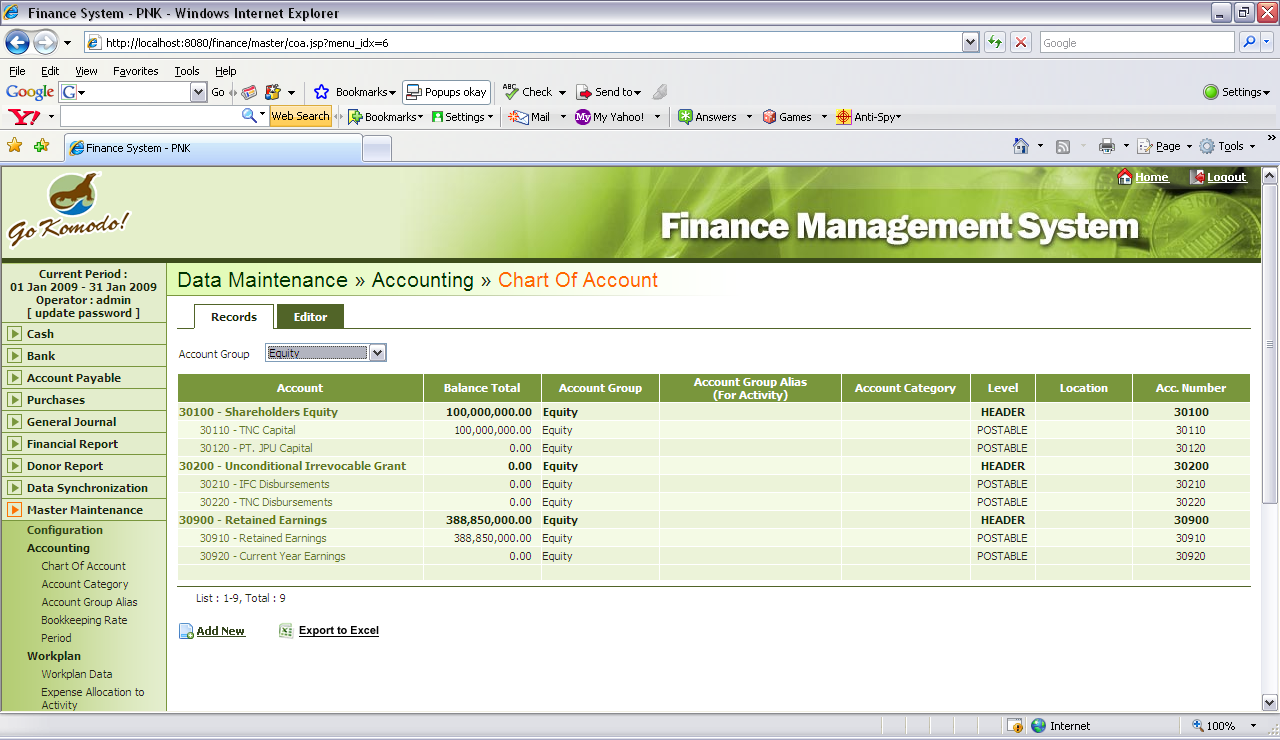 Finance System - PNK - Windows Internet Explorer
http://localhost:8080/finance/master/coa.jsp?menu_idx=6
Google
File Edit View Favorites Tools Help
Google G Go Bookmarks Popups okay ABC Check Send to Settings
Y! Web Search Bookmarks Settings Mail My Yahoo! Answers Games Anti-Spy
Finance System - PNK Page Tools »
Go Komodo!
Home Logout
Finance Management System
Current Period :
01 Jan 2009 - 31 Jan 2009
Operator : admin
[ update password ]
Cash
Bank
Account Payable
Purchases
General Journal
Financial Report
Donor Report
Data Synchronization
Master Maintenance
Configuration
Accounting
Chart Of Account
Account Category
Account Group Alias
Bookkeeping Rate
Period
Workplan
Workplan Data
Expense Allocation to
Activity
Data Maintenance » Accounting » Chart Of Account
Records Editor
Account Group Equity
Account Balance Total Account Group Account Group Alias (For Activity) Account Category Level Location Acc. Number
30100 - Shareholders Equity 100,000,000.00 Equity HEADER 30100
30110 - TNC Capital 100,000,000.00 Equity POSTABLE 30110
30120 - PT. JPU Capital 0.00 Equity POSTABLE 30120
30200 - Unconditional Irrevocable Grant 0.00 Equity HEADER 30200
30210 - IFC Disbursements 0.00 Equity POSTABLE 30210
30220 - TNC Disbursements 0.00 Equity POSTABLE 30220
30900 - Retained Earnings 388,850,000.00 Equity HEADER 30900
30910 - Retained Earnings 388,850,000.00 Equity POSTABLE 30910
30920 - Current Year Earnings 0.00 Equity POSTABLE 30920
List : 1-9, Total : 9
Add New Export to Excel
Internet 100%